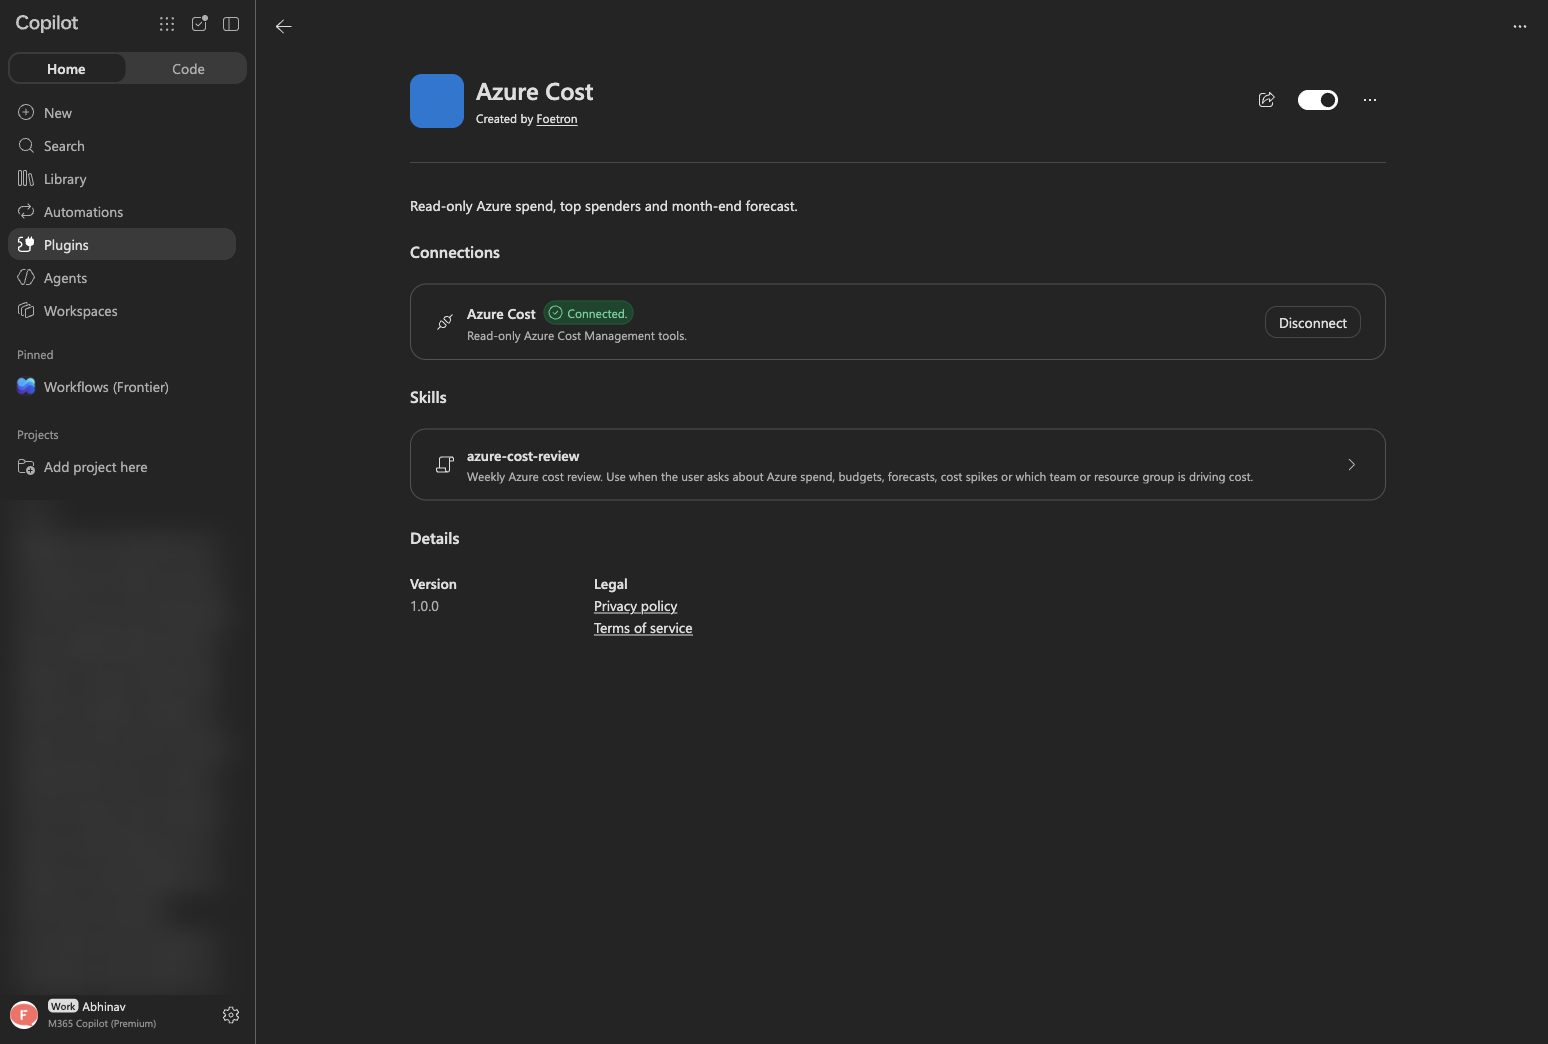 Copilot
Home
Code
New
Search
Library
Automations
Plugins
Agents
Workspaces
Pinned
Workflows (Frontier)
Projects
Add project here
F
Work Abhinav
M365 Copilot (Premium)
Azure Cost
Created by Foetron
Read-only Azure spend, top spenders and month-end forecast.
Connections
Azure Cost Connected.
Read-only Azure Cost Management tools.
Disconnect
Skills
azure-cost-review
Weekly Azure cost review. Use when the user asks about Azure spend, budgets, forecasts, cost spikes or which team or resource group is driving cost.
Details
Version
1.0.0
Legal
Privacy policy
Terms of service